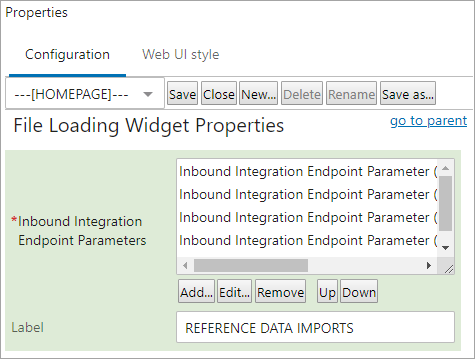 Properties
Configuration Web UI style
---[HOMEPAGE]--- Save Close New... Delete Rename Save as...
File Loading Widget Properties go to parent
*Inbound Integration Endpoint Parameters
Inbound Integration Endpoint Parameter (
Inbound Integration Endpoint Parameter (
Inbound Integration Endpoint Parameter (
Inbound Integration Endpoint Parameter (
Add... Edit... Remove Up Down
Label REFERENCE DATA IMPORTS